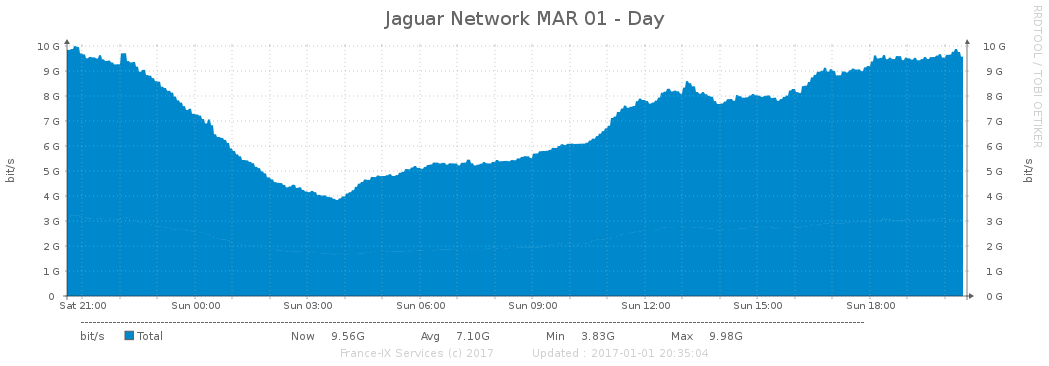 Jaguar Network MAR 01 - Day
RRDTOOL / TOBI OETIKER
bit/s
10 G
9 G
8 G
7 G
6 G
5 G
4 G
3 G
2 G
1 G
0
10 G
9 G
8 G
7 G
6 G
5 G
4 G
3 G
2 G
1 G
0 G
bit/s
Sat 21:00 Sun 00:00 Sun 03:00 Sun 06:00 Sun 09:00 Sun 12:00 Sun 15:00 Sun 18:00
bit/s Total Now 9.56G Avg 7.10G Min 3.83G Max 9.98G
France-IX Services (c) 2017 Updated : 2017-01-01 20:35:04